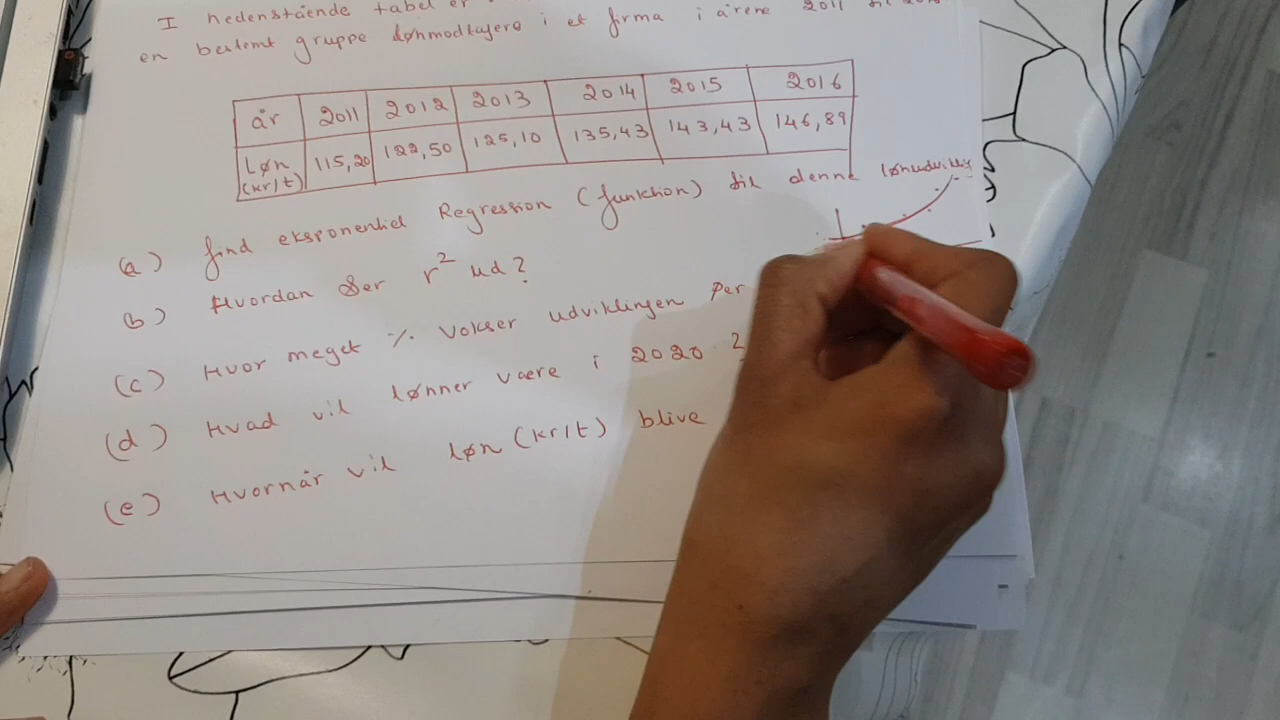 I nedenstående tabel er
en bestemt gruppe lønmodtagere i et firma i årene 2011 til
år 2011 2012 2013 2014 2015 2016
Løn (kr/t) 115,20 122,50 125,10 135,43 143,43 146,89
(a) find eksponentiel Regression (funktion) til denne lønudvikling
(b) Hvordan ser r² ud?
(c) Hvor meget % vokser udviklingen per
(d) Hvad vil lønner være i 2020 ?
(e) Hvornår vil løn (kr/t) blive